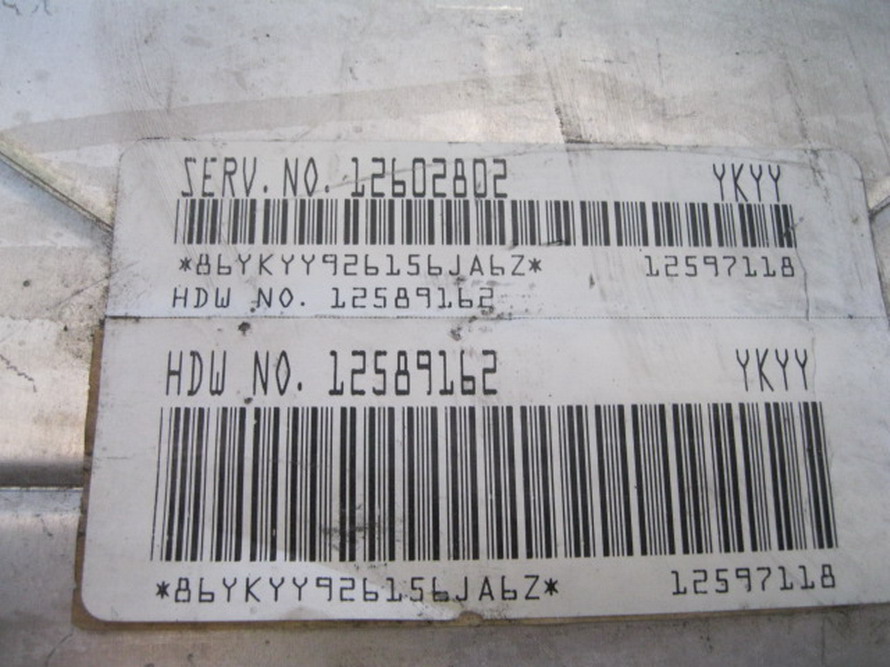 SERV. NO. 12602802 YKYY
*86YKYY926156JA6Z* 12597118
HDW NO. 12589162
HDW NO. 12589162 YKYY
*86YKYY926156JA6Z* 12597118